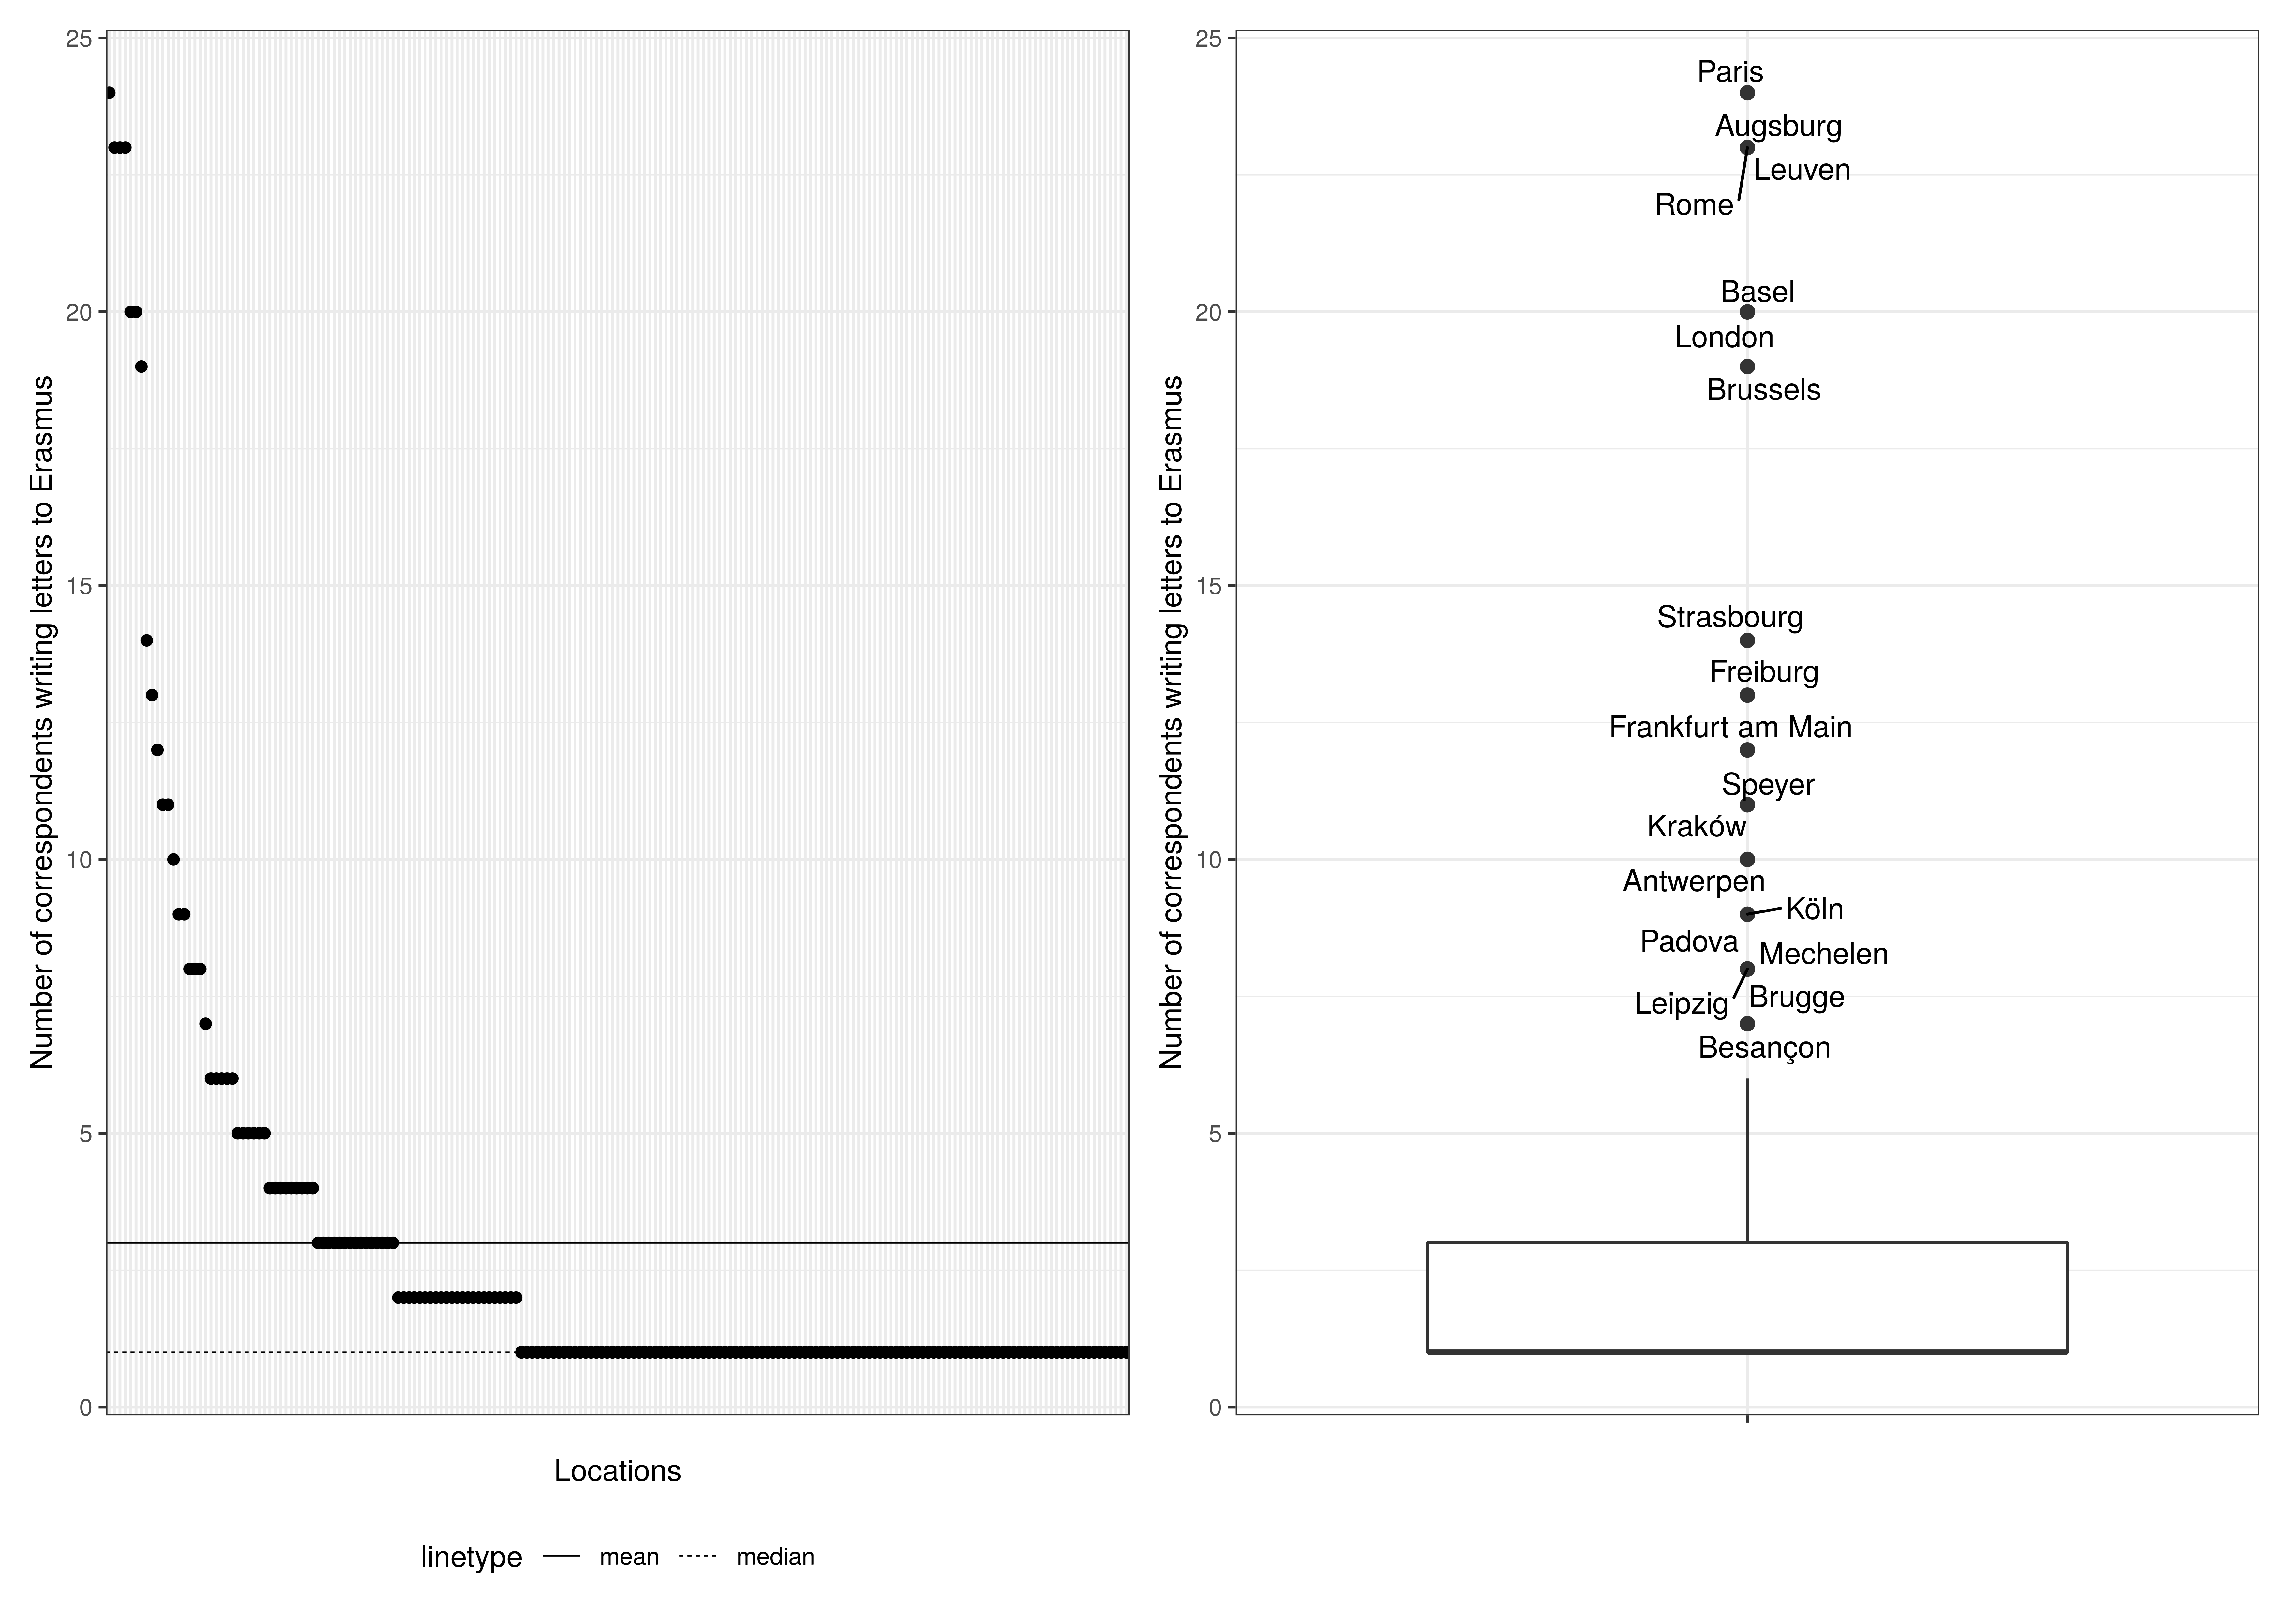 Number of correspondents writing letters to Erasmus
25
20
15
10
5
0
Locations
linetype mean median
Number of correspondents writing letters to Erasmus
25
20
15
10
5
0
Paris
Augsburg
Leuven
Rome
Basel
London
Brussels
Strasbourg
Freiburg
Frankfurt am Main
Speyer
Kraków
Antwerpen
Köln
Padova
Mechelen
Leipzig
Brugge
Besançon